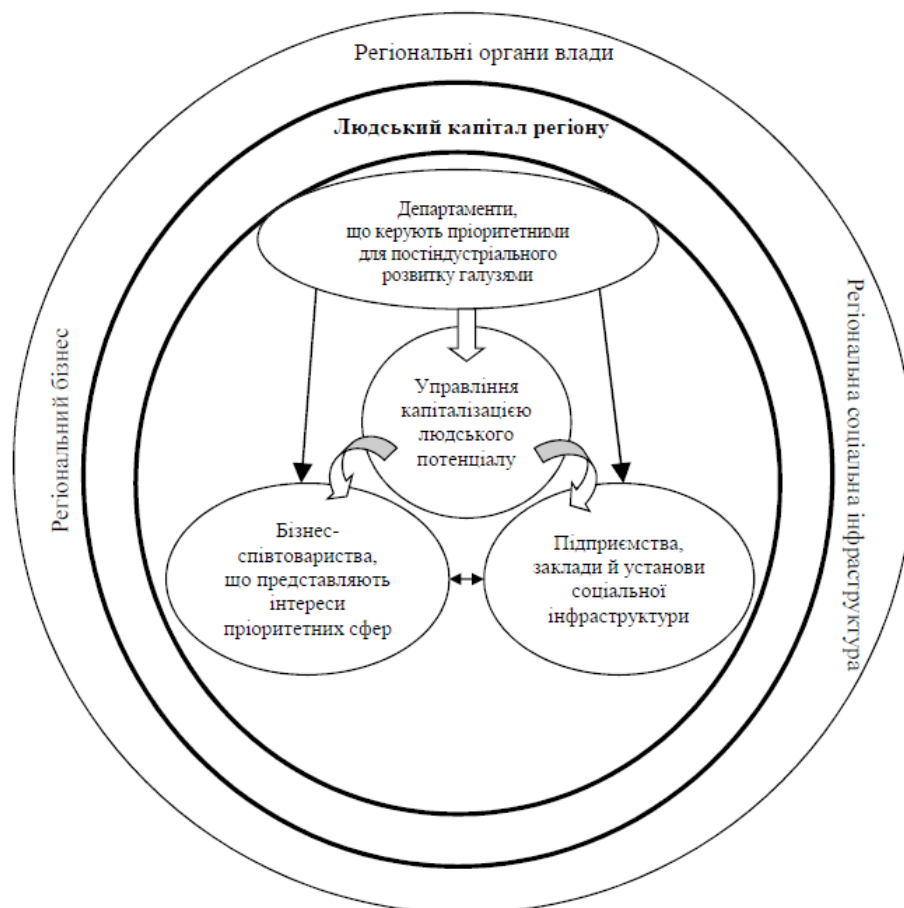 Регіональні органи влади
Людський капітал регіону
Департаменти,
що керують пріоритетними
для постіндустріального
розвитку галузями
Регіональний бізнес
Регіональна соціальна інфраструктура
Управління
капіталізацією
людського
потенціалу
Бізнес-
співтовариства,
що представляють
інтереси
пріоритетних сфер
Підприємства,
заклади й установи
соціальної
інфраструктури